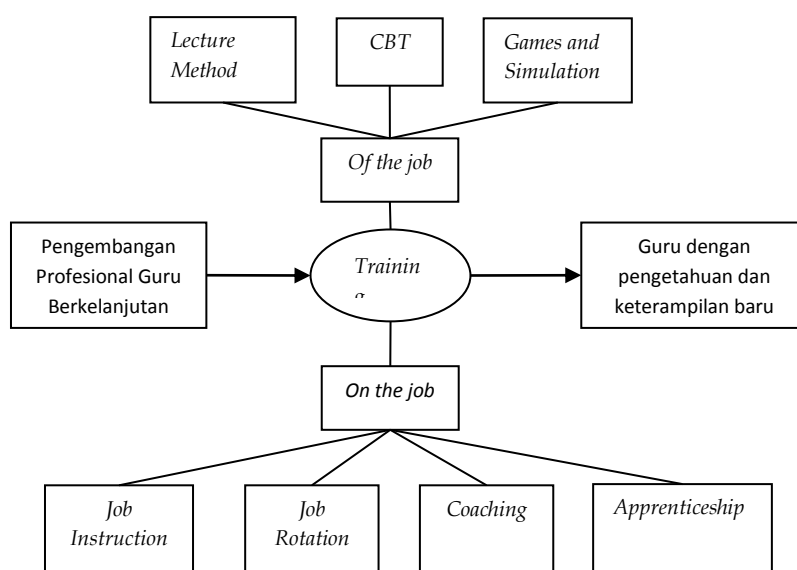 Lecture
Method
CBT
Games and
Simulation
Of the job
Pengembangan
Profesional Guru
Berkelanjutan
Trainin
Guru dengan
pengetahuan dan
keterampilan baru
On the job
Job
Instruction
Job
Rotation
Coaching
Apprenticeship